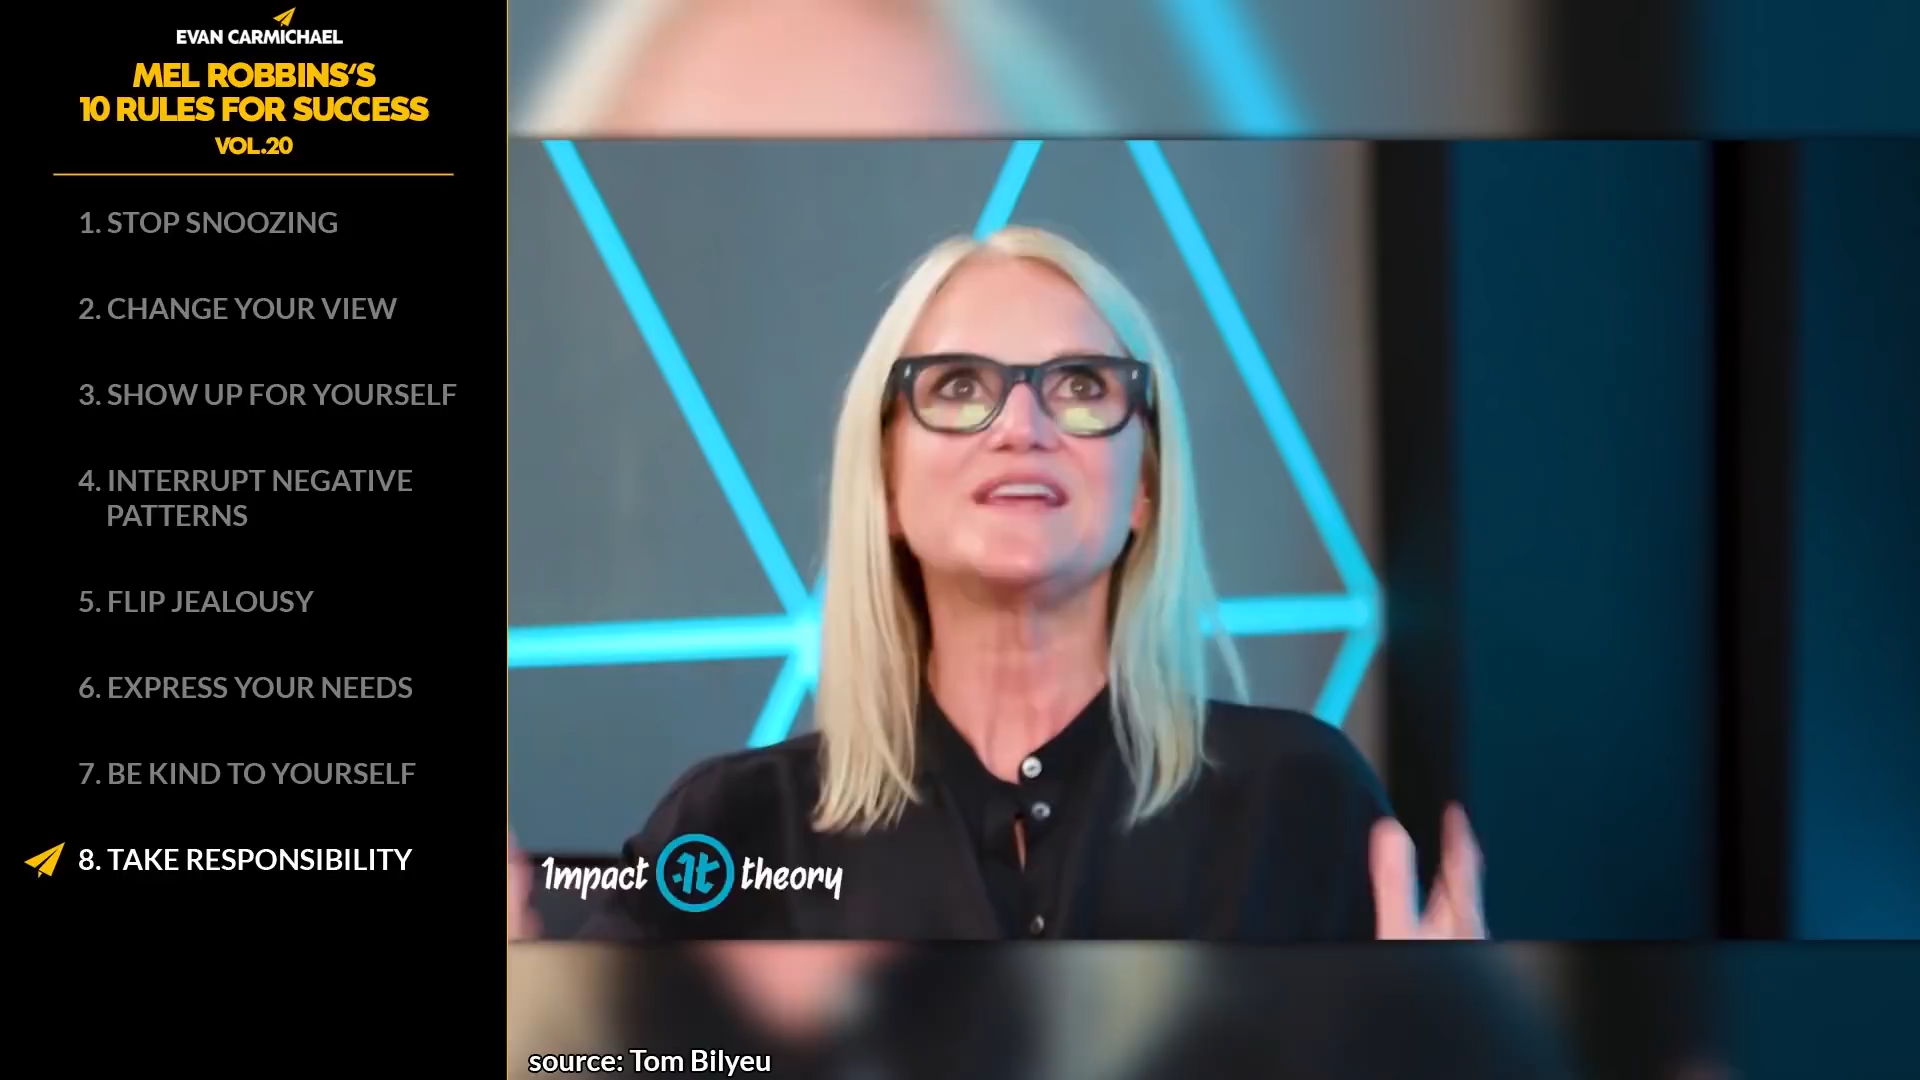 EVAN CARMICHAEL
MEL ROBBINS'S
10 RULES FOR SUCCESS
VOL.20
1. STOP SNOOZING
2. CHANGE YOUR VIEW
3. SHOW UP FOR YOURSELF
4. INTERRUPT NEGATIVE
PATTERNS
5. FLIP JEALOUSY
6. EXPRESS YOUR NEEDS
7. BE KIND TO YOURSELF
8. TAKE RESPONSIBILITY
Impact It theory
source: Tom Bilyeu